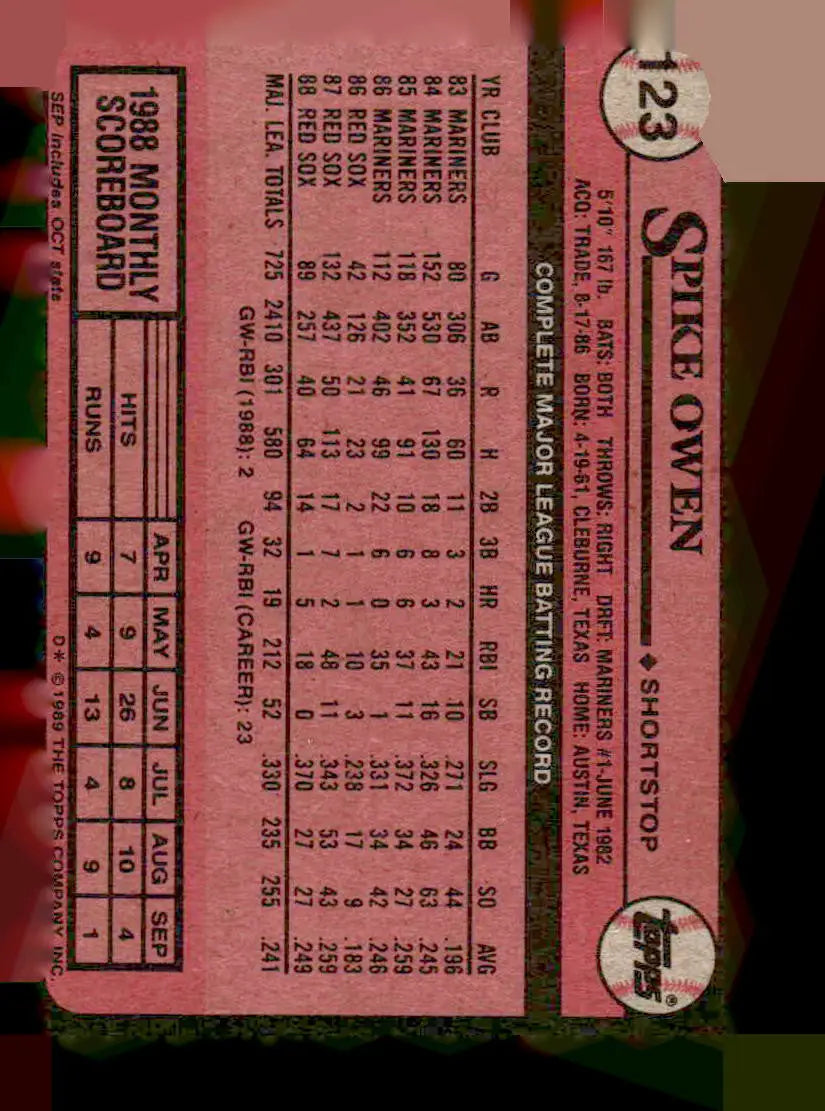 123 SPIKE OWEN ◆ SHORTSTOP topps®
5'10" 167 lb. BATS: BOTH THROWS: RIGHT DRFT: MARINERS #1-JUNE 1982
ACQ: TRADE, 8-17-86 BORN: 4-19-61, CLEBURNE, TEXAS HOME: AUSTIN, TEXAS
COMPLETE MAJOR LEAGUE BATTING RECORD
YR CLUB G AB R H 2B 3B HR RBI SB SLG BB SO AVG
83 MARINERS 80 306 36 60 11 3 2 21 10 .271 24 44 .196
84 MARINERS 152 530 67 130 18 8 3 43 16 .326 46 63 .245
85 MARINERS 118 352 41 91 10 6 6 37 11 .372 34 27 .259
86 MARINERS 112 402 46 99 22 6 0 35 1 .331 34 42 .246
86 RED SOX 42 126 21 23 2 1 1 10 3 .238 17 9 .183
87 RED SOX 132 437 50 113 17 7 2 48 11 .343 53 43 .259
88 RED SOX 89 257 40 64 14 1 5 18 0 .370 27 27 .249
MAJ. LEA. TOTALS 725 2410 301 580 94 32 19 212 52 .330 235 255 .241
GW-RBI (1988): 2 GW-RBI (CAREER): 23
1988 MONTHLY
SCOREBOARD
APR MAY JUN JUL AUG SEP
HITS 7 9 26 8 10 4
RUNS 9 4 13 4 9 1
SEP includes OCT stats D* ©1989 THE TOPPS COMPANY, INC.